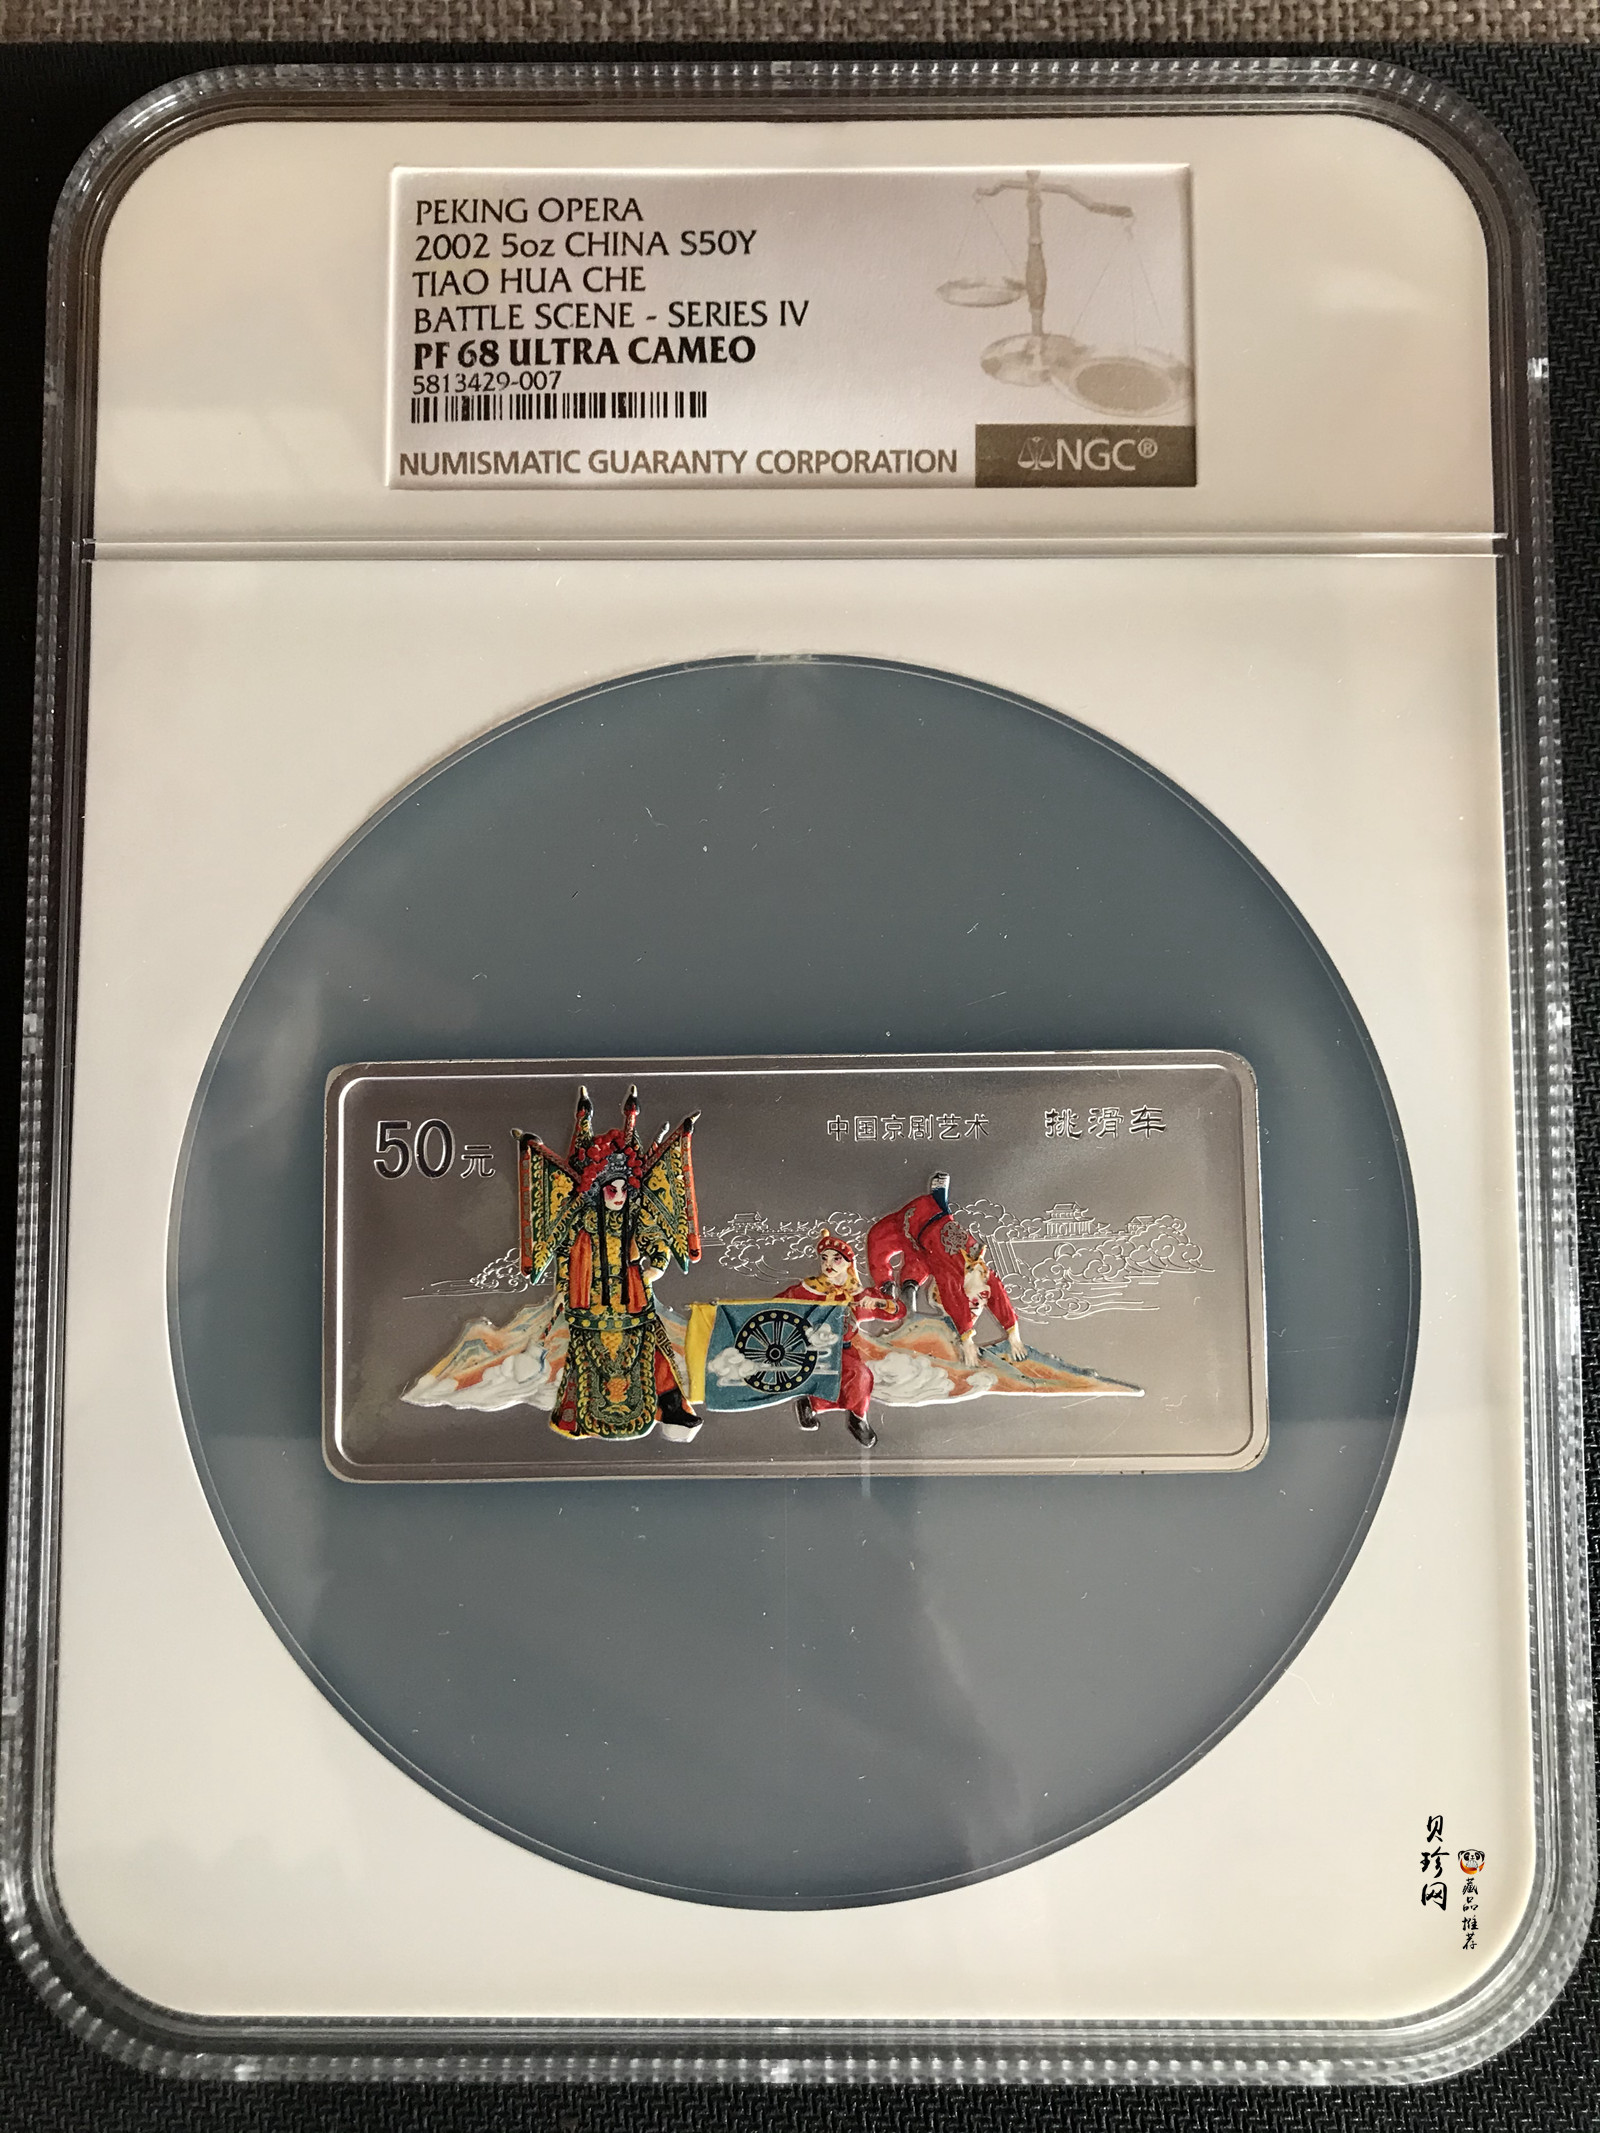 PEKING OPERA
2002 5oz CHINA S50Y
TIAO HUA CHE
BATTLE SCENE - SERIES IV
PF 68 ULTRA CAMEO
5813429-007
NUMISMATIC GUARANTY CORPORATION
NGC®
50元
中国京剧艺术 挑滑车
贝珍网
藏品推荐